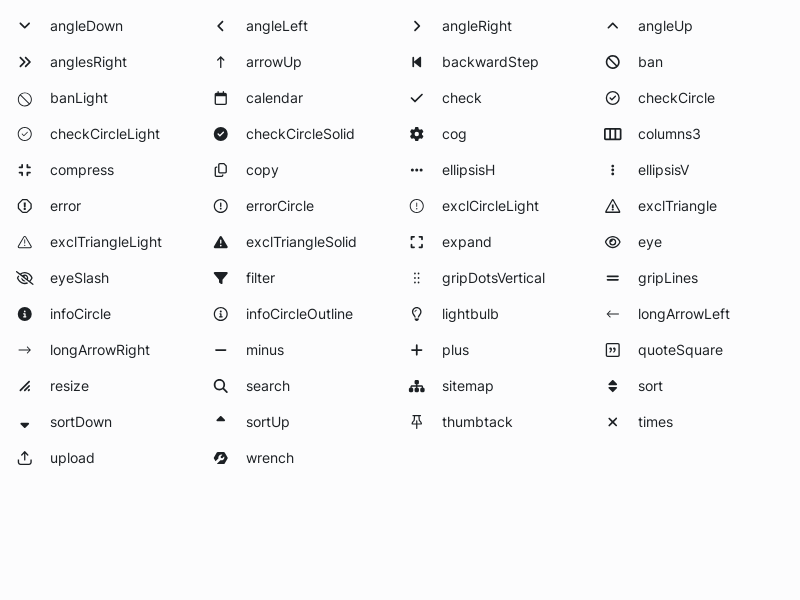 angleDown angleLeft angleRight angleUp
anglesRight arrowUp backwardStep ban
banLight calendar check checkCircle
checkCircleLight checkCircleSolid cog columns3
compress copy ellipsisH ellipsisV
error errorCircle exclCircleLight exclTriangle
exclTriangleLight exclTriangleSolid expand eye
eyeSlash filter gripDotsVertical gripLines
infoCircle infoCircleOutline lightbulb longArrowLeft
longArrowRight minus plus quoteSquare
resize search sitemap sort
sortDown sortUp thumbtack times
upload wrench